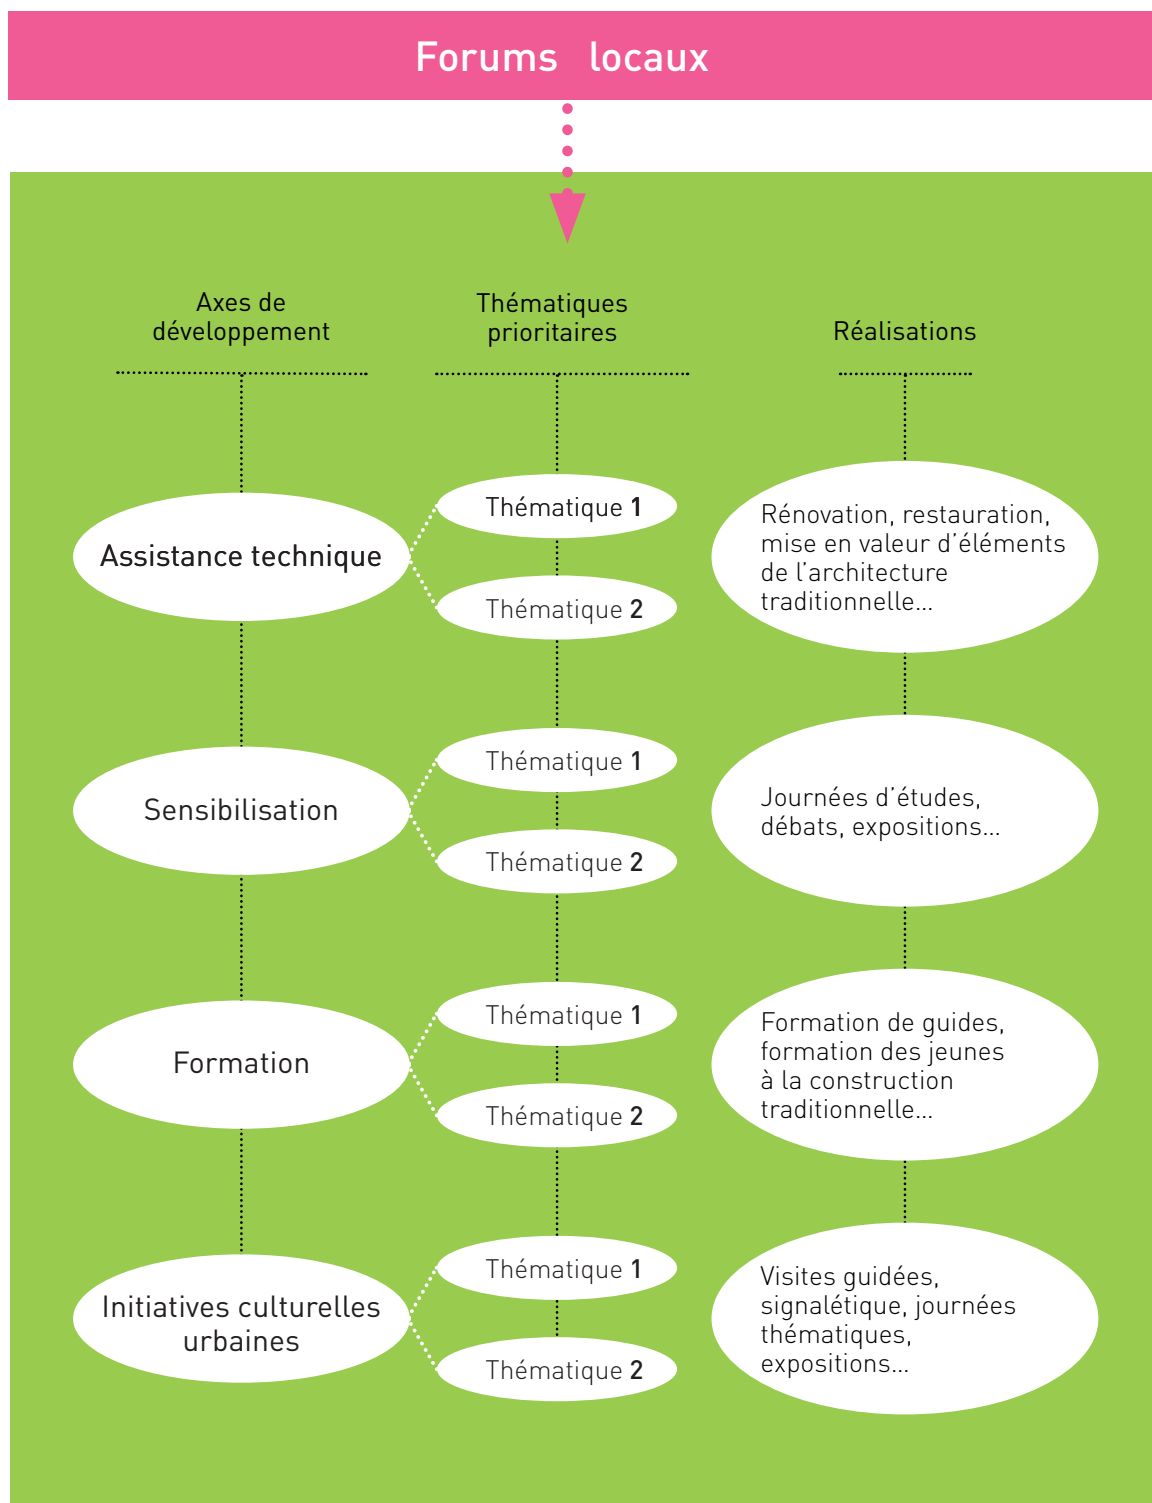 Forums locaux
Axes de
développement
Thématiques
prioritaires
Réalisations
Assistance technique
Thématique 1
Thématique 2
Rénovation, restauration,
mise en valeur d’éléments
de l’architecture
traditionnelle...
Sensibilisation
Thématique 1
Thématique 2
Journées d’études,
débats, expositions...
Formation
Thématique 1
Thématique 2
Formation de guides,
formation des jeunes
à la construction
traditionnelle...
Initiatives culturelles
urbaines
Thématique 1
Thématique 2
Visites guidées,
signalétique, journées
thématiques,
expositions...